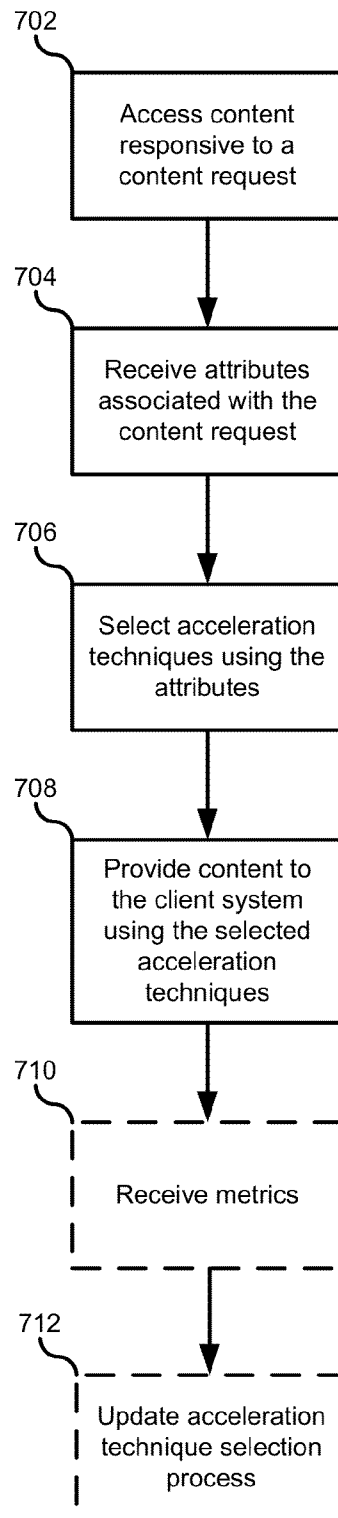 702
Access content
responsive to a
content request
704
Receive attributes
associated with the
content request
706
Select acceleration
techniques using the
attributes
708
Provide content to
the client system
using the selected
acceleration
techniques
710
Receive metrics
712
Update acceleration
technique selection
process